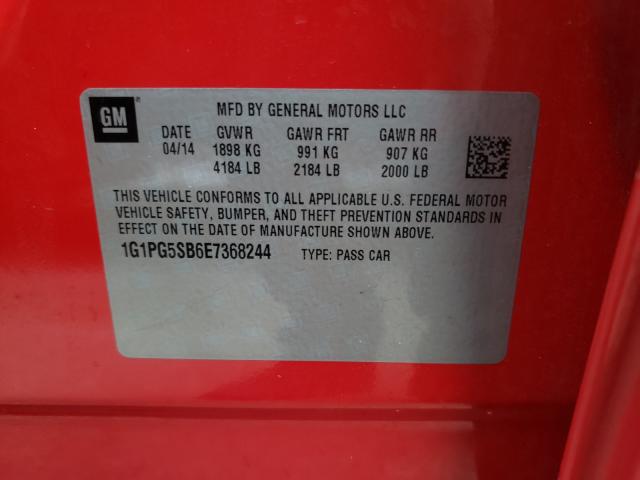 GM
MFD BY GENERAL MOTORS LLC
DATE GVWR GAWR FRT GAWR RR
04/14 1898 KG 991 KG 907 KG
4184 LB 2184 LB 2000 LB
THIS VEHICLE CONFORMS TO ALL APPLICABLE U.S. FEDERAL MOTOR
VEHICLE SAFETY, BUMPER, AND THEFT PREVENTION STANDARDS IN
EFFECT ON THE DATE OF MANUFACTURE SHOWN ABOVE.
1G1PG5SB6E7368244 TYPE: PASS CAR